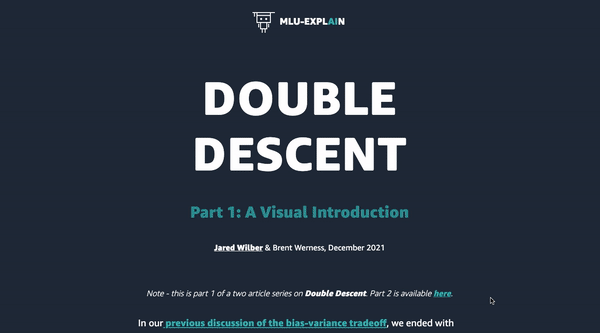 MLU-EXPLAIN
DOUBLE
DESCENT
Part 1: A Visual Introduction
Jared Wilber & Brent Werness, December 2021
Note - this is part 1 of a two article series on Double Descent. Part 2 is available here.
In our previous discussion of the bias-variance tradeoff, we ended with